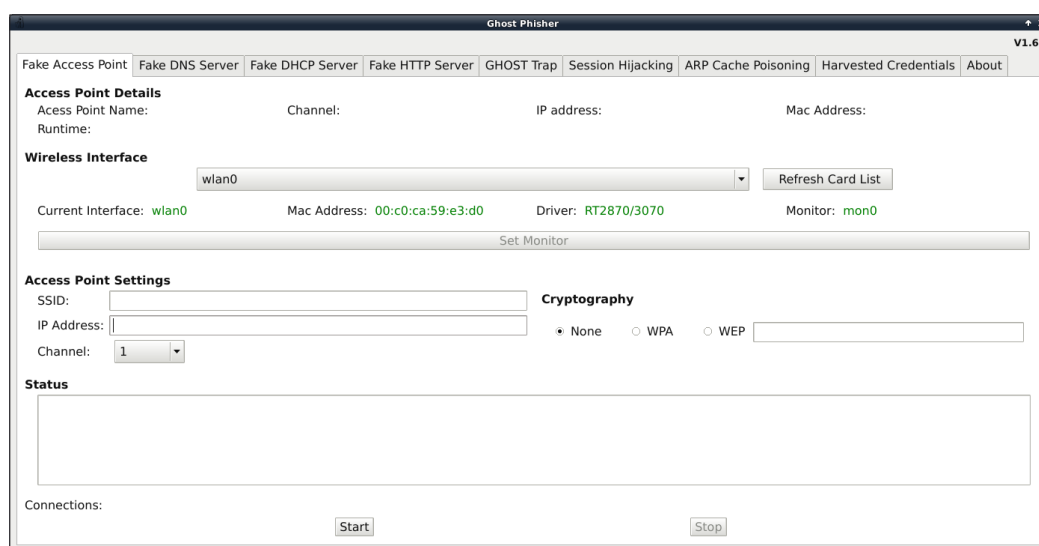 Ghost Phisher
V1.6
Fake Access Point Fake DNS Server Fake DHCP Server Fake HTTP Server GHOST Trap Session Hijacking ARP Cache Poisoning Harvested Credentials About
Access Point Details
Acess Point Name: Channel: IP address: Mac Address:
Runtime:
Wireless Interface
wlan0 Refresh Card List
Current Interface: wlan0 Mac Address: 00:c0:ca:59:e3:d0 Driver: RT2870/3070 Monitor: mon0
Set Monitor
Access Point Settings
SSID: Cryptography
IP Address: None WPA WEP
Channel: 1
Status
Connections:
Start Stop